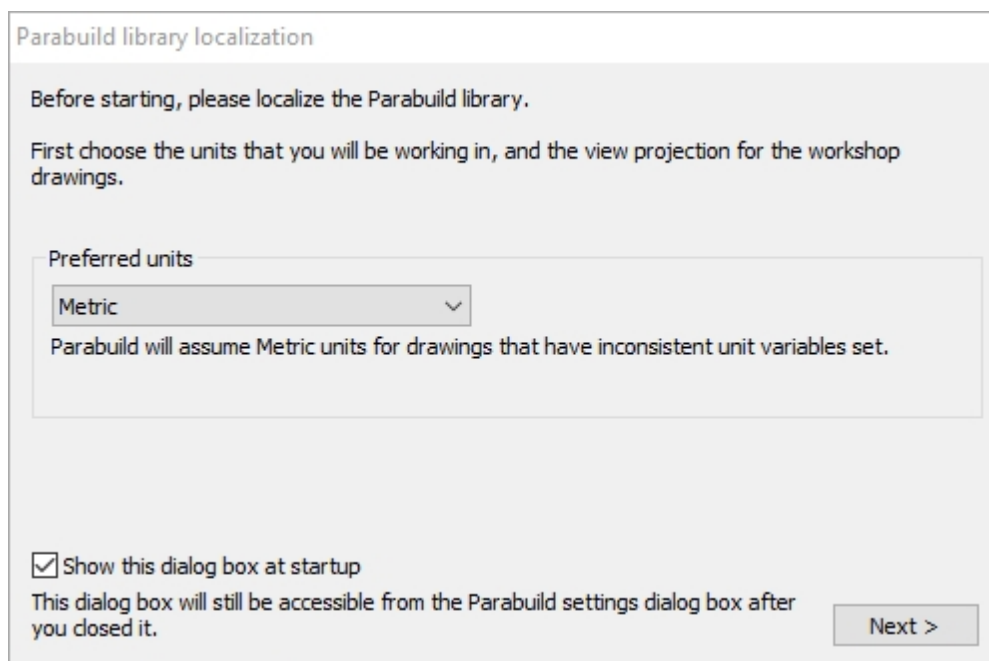 Parabuild library localization
Before starting, please localize the Parabuild library.
First choose the units that you will be working in, and the view projection for the workshop
drawings.
Preferred units
Metric
Parabuild will assume Metric units for drawings that have inconsistent unit variables set.
Show this dialog box at startup
This dialog box will still be accessible from the Parabuild settings dialog box after
you closed it.
Next >